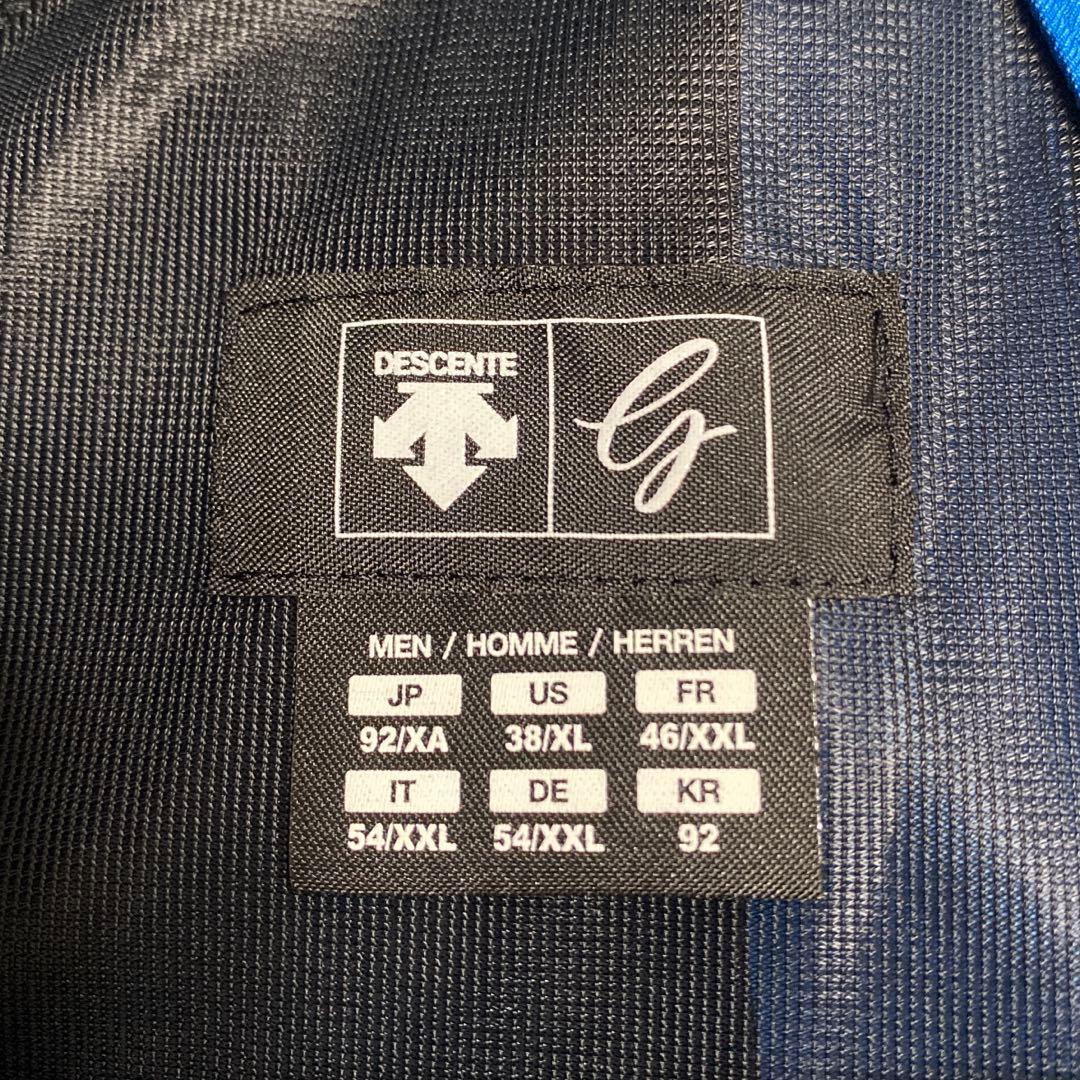 DESCENTE
MEN / HOMME / HERREN
JP US FR
92/XA 38/XL 46/XXL
IT DE KR
54/XXL 54/XXL 92